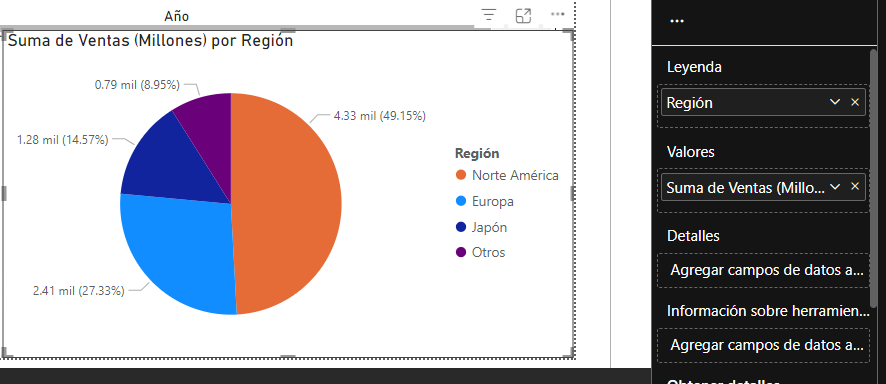 Año
Suma de Ventas (Millones) por Región
0.79 mil (8.95%)
4.33 mil (49.15%)
1.28 mil (14.57%)
2.41 mil (27.33%)
Región
Norte América
Europa
Japón
Otros
Leyenda
Región
Valores
Suma de Ventas (Millo...
Detalles
Agregar campos de datos a...
Información sobre herramien...
Agregar campos de datos a...
Obtener detalles